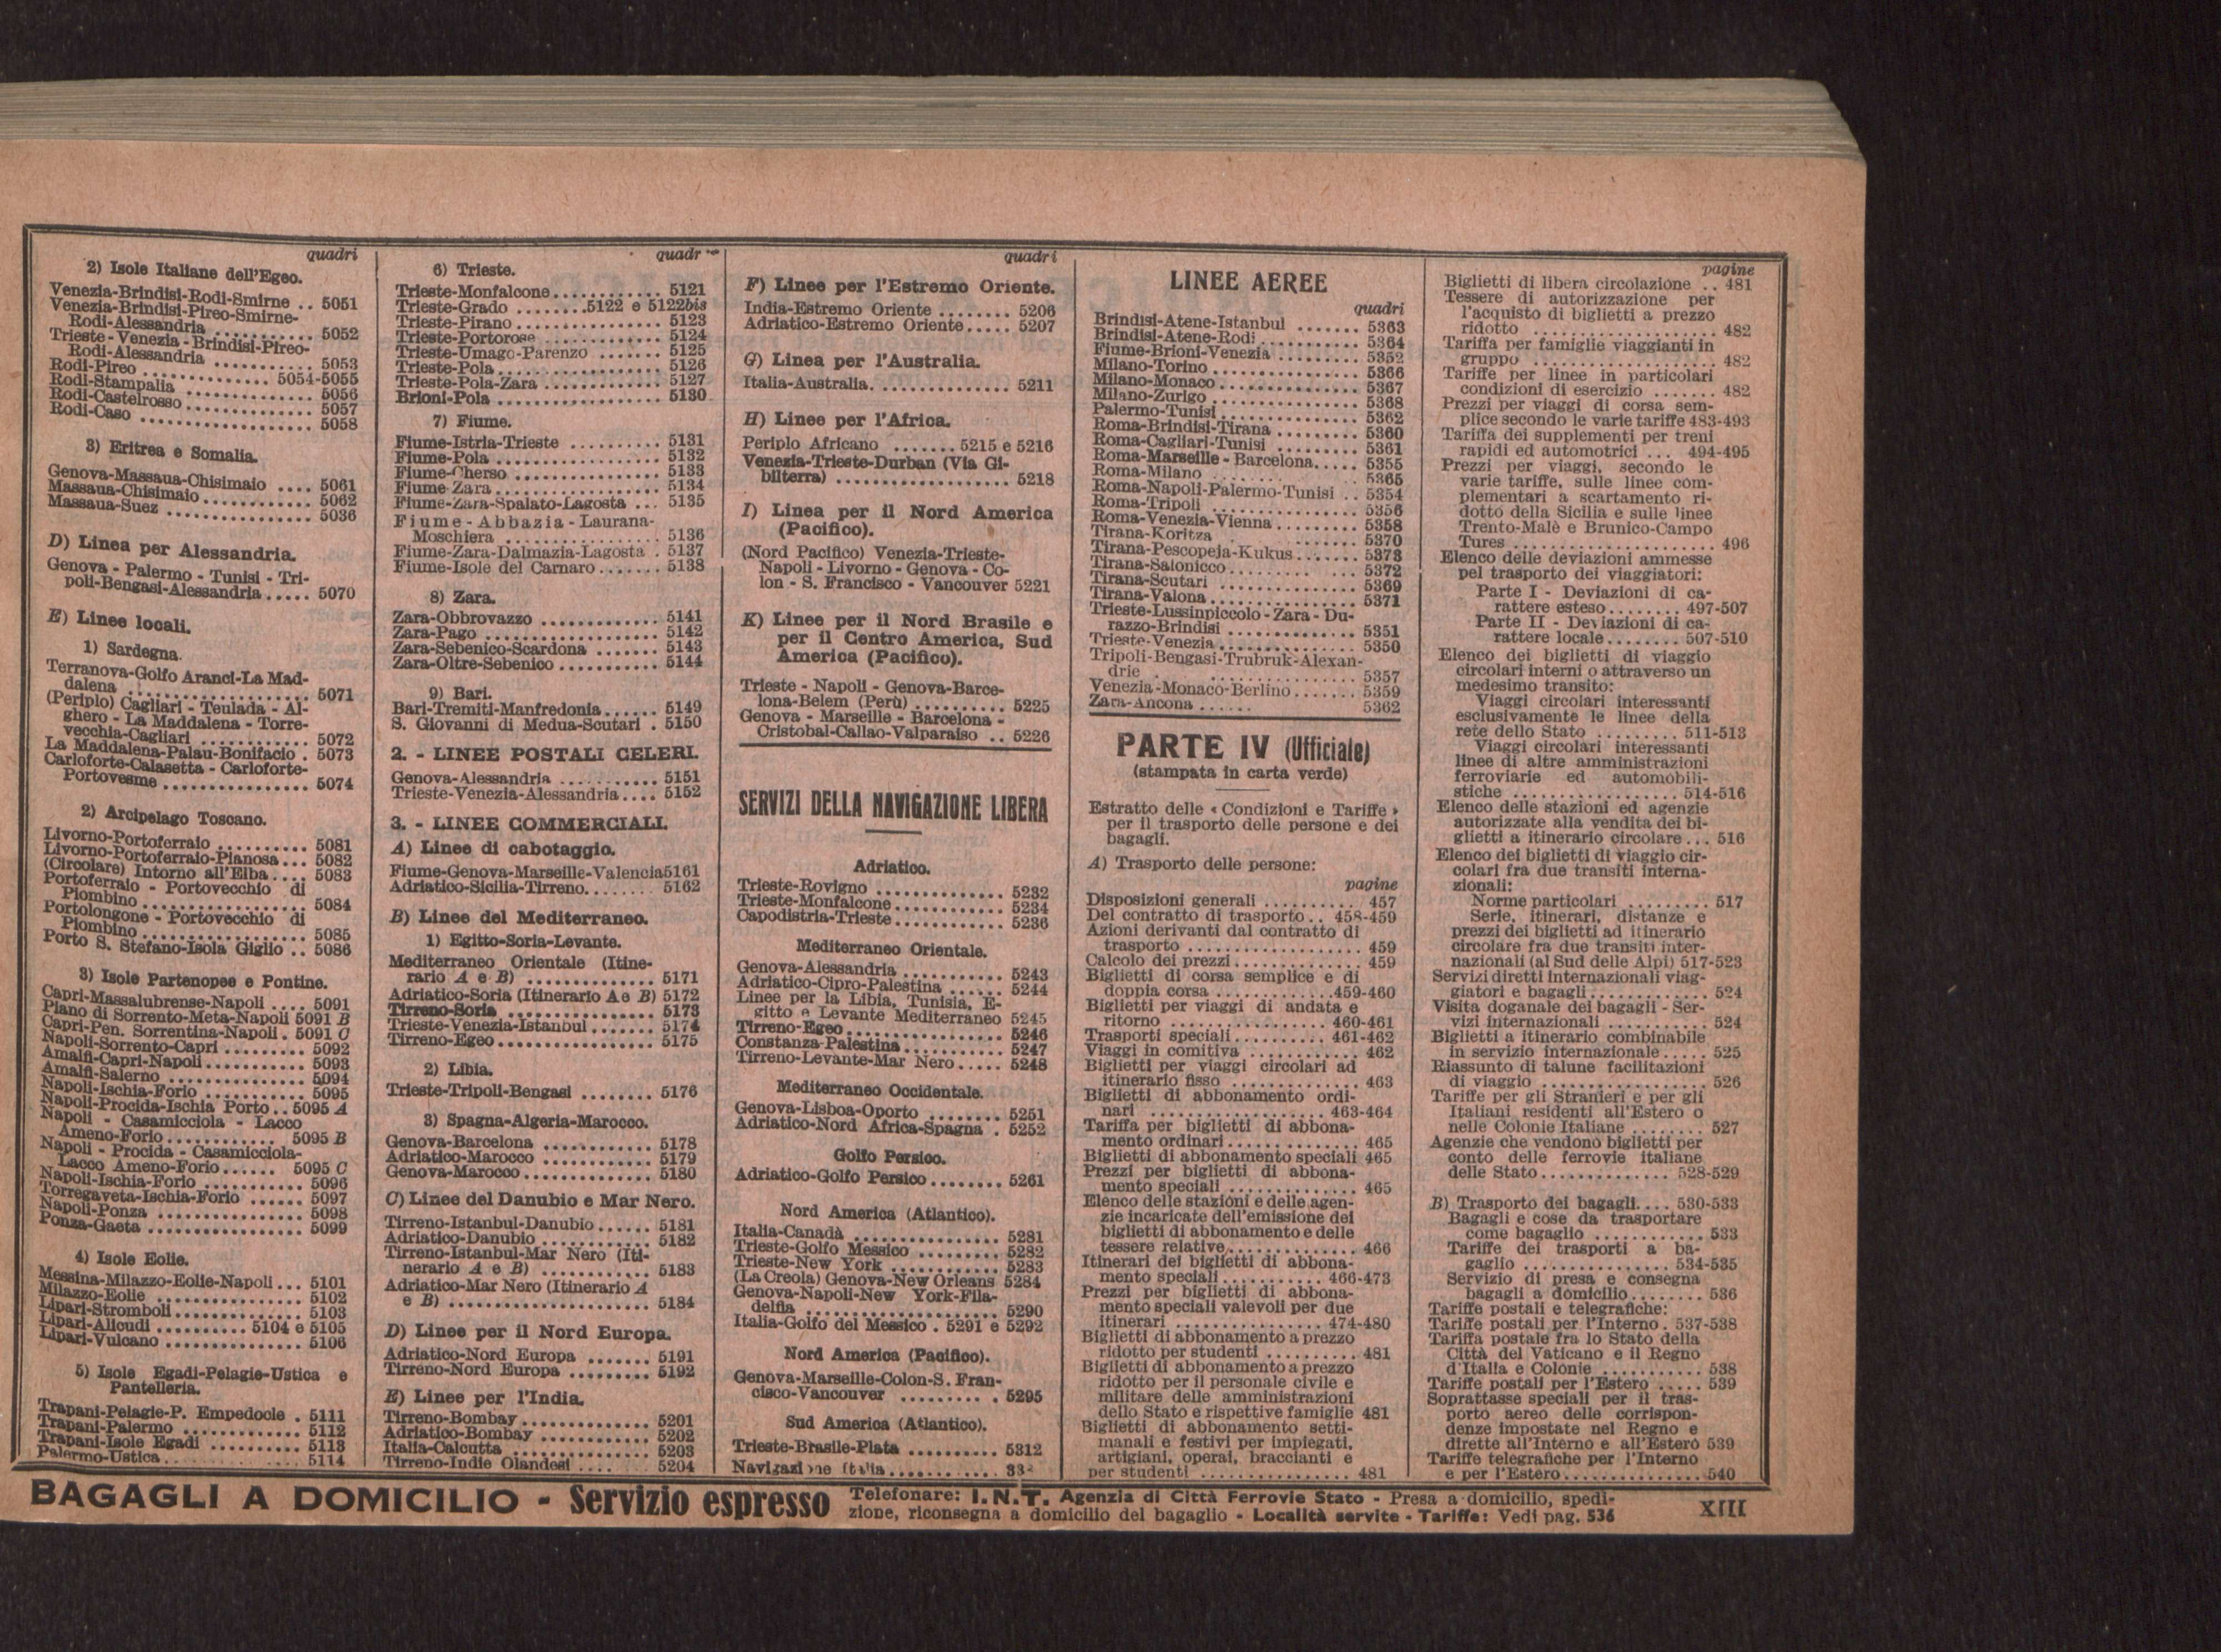 quadri
2) Isole Italiane dell'Egeo.
Venezia-Brindisi-Rodi-Smirne .. 5051
Venezia-Brindisi-Pireo-Smirne-
Rodi-Alessandria .......... 5052
Trieste - Venezia - Brindisi-Pireo-
Rodi-Alessandria .......... 5053
Rodi-Pireo ............. 5054-5055
Rodi-Stampalia .............. 5056
Rodi-Castelrosso ............. 5057
Rodi-Caso .................. 5058
3) Eritrea e Somalia.
Genova-Massaua-Chisimaio .... 5061
Massaua-Chisimaio ........... 5062
Massaua-Suez ............... 5036
D) Linea per Alessandria.
Genova - Palermo - Tunisi - Tri-
poli-Bengasi-Alessandria ..... 5070
E) Linee locali.
1) Sardegna.
Terranova-Golfo Aranci-La Mad-
dalena .................. 5071
(Periplo) Cagliari - Teulada - Al-
ghero - La Maddalena - Torre-
vecchia-Cagliari ............ 5072
La Maddalena-Palau-Bonifacio . 5073
Carloforte-Calasetta - Carloforte-
Portovesme ................ 5074
2) Arcipelago Toscano.
Livorno-Portoferraio .......... 5081
Livorno-Portoferraio-Pianosa ... 5082
(Circolare) Intorno all'Elba .... 5083
Portoferraio - Portovecchio di
Piombino .................. 5084
Portolongone - Portovecchio di
Piombino .................. 5085
Porto S. Stefano-Isola Giglio .. 5086
3) Isole Partenopee e Pontine.
Capri-Massalubrense-Napoli .... 5091
Piano di Sorrento-Meta-Napoli 5091 B
Capri-Pen. Sorrentina-Napoli . 5091 C
Napoli-Sorrento-Capri ......... 5092
Amalfi-Capri-Napoli ........... 5093
Amalfi-Salerno ............... 5094
Napoli-Ischia-Forio ........... 5095
Napoli-Procida-Ischia Porto .. 5095 A
Napoli - Casamicciola - Lacco
Ameno-Forio ............ 5095 B
Napoli - Procida - Casamicciola-
Lacco Ameno-Forio ...... 5095 C
Napoli-Ischia-Forio ........... 5096
Torregaveta-Ischia-Forio ...... 5097
Napoli-Ponza ................ 5098
Ponza-Gaeta ................ 5099
4) Isole Eolie.
Messina-Milazzo-Eolie-Napoli ... 5101
Milazzo-Eolie ................ 5102
Lipari-Stromboli .............. 5103
Lipari-Alicudi .......... 5104 e 5105
Lipari-Vulcano ............... 5106
5) Isole Egadi-Pelagie-Ustica e
Pantelleria.
Trapani-Pelagie-P. Empedocle . 5111
Trapani-Palermo ............. 5112
Trapani-Isole Egadi .......... 5113
Palermo-Ustica .............. 5114
6) Trieste.
Trieste-Monfalcone ............ 5121
Trieste-Grado ........ 5122 e 5122bis
Trieste-Pirano ................ 5123
Trieste-Portorose ............. 5124
Trieste-Umago-Parenzo ....... 5125
Trieste-Pola ................. 5126
Trieste-Pola-Zara ............ 5127
Brioni-Pola .................. 5130
7) Fiume.
Fiume-Istria-Trieste .......... 5131
Fiume-Pola .................. 5132
Fiume-Cherso ............... 5133
Fiume-Zara .................. 5134
Fiume-Zara-Spalato-Lagosta ... 5135
Fiume - Abbazia - Laurana-
Moschiera ................ 5136
Fiume-Zara-Dalmazia-Lagosta . 5137
Fiume-Isole del Carnaro ....... 5138
8) Zara.
Zara-Obbrovazzo ............. 5141
Zara-Pago .................. 5142
Zara-Sebenico-Scardona ....... 5143
Zara-Oltre-Sebenico ........... 5144
9) Bari.
Bari-Tremiti-Manfredonia ...... 5149
S. Giovanni di Medua-Scutari . 5150
2. - LINEE POSTALI CELERI.
Genova-Alessandria ........... 5151
Trieste-Venezia-Alessandria .... 5152
3. - LINEE COMMERCIALI.
A) Linee di cabotaggio.
Fiume-Genova-Marseille-Valencia 5161
Adriatico-Sicilia-Tirreno ........ 5162
B) Linee del Mediterraneo.
1) Egitto-Soria-Levante.
Mediterraneo Orientale (Itine-
rario A e B) .............. 5171
Adriatico-Soria (Itinerario A e B) 5172
Tirreno-Soria ................ 5173
Trieste-Venezia-Istanbul ....... 5174
Tirreno-Egeo ................. 5175
2) Libia.
Trieste-Tripoli-Bengasi ........ 5176
3) Spagna-Algeria-Marocco.
Genova-Barcelona ............ 5178
Adriatico-Marocco ............ 5179
Genova-Marocco .............. 5180
C) Linee del Danubio e Mar Nero.
Tirreno-Istanbul-Danubio ...... 5181
Adriatico-Danubio ............ 5182
Tirreno-Istanbul-Mar Nero (Iti-
nerario A e B) ............ 5183
Adriatico-Mar Nero (Itinerario A
e B) ...................... 5184
D) Linee per il Nord Europa.
Adriatico-Nord Europa ....... 5191
Tirreno-Nord Europa ......... 5192
E) Linee per l'India.
Tirreno-Bombay .............. 5201
Adriatico-Bombay ............ 5202
Italia-Calcutta ............... 5203
Tirreno-Indie Olandesi .... 5204
quadri
F) Linee per l'Estremo Oriente.
India-Estremo Oriente ........ 5206
Adriatico-Estremo Oriente ..... 5207
G) Linea per l'Australia.
Italia-Australia ................ 5211
H) Linee per l'Africa.
Periplo Africano ....... 5215 e 5216
Venezia-Trieste-Durban (Via Gi-
bilterra) .................. 5218
I) Linea per il Nord America
(Pacifico).
(Nord Pacifico) Venezia-Trieste-
Napoli - Livorno - Genova - Co-
lon - S. Francisco - Vancouver 5221
K) Linee per il Nord Brasile e
per il Centro America, Sud
America (Pacifico).
Trieste - Napoli - Genova-Barce-
lona-Belem (Perù) .......... 5225
Genova - Marseille - Barcelona -
Cristobal-Callao-Valparaiso .. 5226
SERVIZI DELLA NAVIGAZIONE LIBERA
Adriatico.
Trieste-Rovigno .............. 5232
Trieste-Monfalcone ............ 5234
Capodistria-Trieste ............ 5236
Mediterraneo Orientale.
Genova-Alessandria ........... 5243
Adriatico-Cipro-Palestina ...... 5244
Linee per la Libia, Tunisia, E-
gitto e Levante Mediterraneo 5245
Tirreno-Egeo ................. 5246
Constanza-Palestina ........... 5247
Tirreno-Levante-Mar Nero ..... 5248
Mediterraneo Occidentale.
Genova-Lisboa-Oporto ........ 5251
Adriatico-Nord Africa-Spagna . 5252
Golfo Persico.
Adriatico-Golfo Persico ........ 5261
Nord America (Atlantico).
Italia-Canadà ................ 5281
Trieste-Golfo Messico ......... 5282
Trieste-New York ............ 5283
(La Creola) Genova-New Orleans 5284
Genova-Napoli-New York-Fila-
delfia ..................... 5290
Italia-Golfo del Messico . 5291 e 5292
Nord America (Pacifico).
Genova-Marseille-Colon-S. Fran-
cisco-Vancouver ......... . 5295
Sud America (Atlantico).
Trieste-Brasile-Plata .......... 5312
Navigazione Italia ...........
LINEE AEREE
quadri
Brindisi-Atene-Istanbul ....... 5363
Brindisi-Atene-Rodi ........... 5364
Fiume-Brioni-Venezia ......... 5352
Milano-Torino ................ 5366
Milano-Monaco ............... 5367
Milano-Zurigo ................ 5368
Palermo-Tunisi ............... 5362
Roma-Brindisi-Tirana ......... 5360
Roma-Cagliari-Tunisi ......... 5361
Roma-Marseille - Barcelona ..... 5355
Roma-Milano ........ 5365
Roma-Napoli-Palermo-Tunisi .. 5354
Roma-Tripoli ................ 5356
Roma-Venezia-Vienna ......... 5358
Tirana-Koritza . ............ 5370
Tirana-Pescopeja-Kukus ....... 5373
Tirana-Salonicco ......... ... 5372
Tirana-Scutari ............... 5369
Tirana-Valona ................ 5371
Trieste-Lussinpiccolo - Zara - Du-
razzo-Brindisi .............. 5351
Trieste-Venezia ............... 5350
Tripoli-Bengasi-Trubruk-Alexan-
drie . ................ 5357
Venezia-Monaco-Berlino ....... 5359
Zara-Ancona ...... 5362
PARTE IV (Ufficiale)
(stampata in carta verde)
Estratto delle « Condizioni e Tariffe »
per il trasporto delle persone e dei
bagagli.
A) Trasporto delle persone:
pagine
Disposizioni generali .......... 457
Del contratto di trasporto .. 458-459
Azioni derivanti dal contratto di
trasporto .................. 459
Calcolo dei prezzi .............. 459
Biglietti di corsa semplice e di
doppia corsa ............. 459-460
Biglietti per viaggi di andata e
ritorno ................. 460-461
Trasporti speciali .......... 461-462
Viaggi in comitiva ............ 462
Biglietti per viaggi circolari ad
itinerario fisso .............. 463
Biglietti di abbonamento ordi-
nari ................... 463-464
Tariffa per biglietti di abbona-
mento ordinari .............. 465
Biglietti di abbonamento speciali 465
Prezzi per biglietti di abbona-
mento speciali .............. 465
Elenco delle stazioni e delle agen-
zie incaricate dell'emissione dei
biglietti di abbonamento e delle
tessere relative .............. 466
Itinerari dei biglietti di abbona-
mento speciali ........... 466-473
Prezzi per biglietti di abbona-
mento speciali valevoli per due
itinerari ................ 474-480
Biglietti di abbonamento a prezzo
ridotto per studenti .......... 481
Biglietti di abbonamento a prezzo
ridotto per il personale civile e
militare delle amministrazioni
dello Stato e rispettive famiglie 481
Biglietti di abbonamento setti-
manali e festivi per impiegati,
artigiani, operai, braccianti e
per studenti ................ 481
pagine
Biglietti di libera circolazione .. 481
Tessere di autorizzazione per
l'acquisto di biglietti a prezzo
ridotto .................... 482
Tariffa per famiglie viaggianti in
gruppo .................... 482
Tariffe per linee in particolari
condizioni di esercizio ....... 482
Prezzi per viaggi di corsa sem-
plice secondo le varie tariffe 483-493
Tariffa dei supplementi per treni
rapidi ed automotrici ... 494-495
Prezzi per viaggi, secondo le
varie tariffe, sulle linee com-
plementari a scartamento ri-
dotto della Sicilia e sulle linee
Trento-Malè e Brunico-Campo
Tures ...................... 496
Elenco delle deviazioni ammesse
pel trasporto dei viaggiatori:
Parte I - Deviazioni di ca-
rattere esteso ........ 497-507
Parte II - Deviazioni di ca-
rattere locale ........ 507-510
Elenco dei biglietti di viaggio
circolari interni o attraverso un
medesimo transito:
Viaggi circolari interessanti
esclusivamente le linee della
rete dello Stato ......... 511-513
Viaggi circolari interessanti
linee di altre amministrazioni
ferroviarie ed automobili-
stiche .................. 514-516
Elenco delle stazioni ed agenzie
autorizzate alla vendita dei bi-
glietti a itinerario circolare ... 516
Elenco dei biglietti di viaggio cir-
colari fra due transiti interna-
zionali:
Norme particolari ......... 517
Serie, itinerari, distanze e
prezzi dei biglietti ad itinerario
circolare fra due transiti inter-
nazionali (al Sud delle Alpi) 517-523
Servizi diretti internazionali viag-
giatori e bagagli ............. 524
Visita doganale dei bagagli - Ser-
vizi internazionali ........... 524
Biglietti a itinerario combinabile
in servizio internazionale ..... 525
Riassunto di talune facilitazioni
di viaggio .................. 526
Tariffe per gli Stranieri e per gli
Italiani residenti all'Estero o
nelle Colonie Italiane ........ 527
Agenzie che vendono biglietti per
conto delle ferrovie italiane
delle Stato ............. 528-529
B) Trasporto dei bagagli .... 530-533
Bagagli e cose da trasportare
come bagaglio ............ 533
Tariffe dei trasporti a ba-
gaglio ................ 534-535
Servizio di presa e consegna
bagagli a domicilio ........ 536
Tariffe postali e telegrafiche:
Tariffe postali per l'Interno . 537-538
Tariffa postale fra lo Stato della
Città del Vaticano e il Regno
d'Italia e Colonie ........... 538
Tariffe postali per l'Estero ..... 539
Soprattasse speciali per il tras-
porto aereo delle corrispon-
denze impostate nel Regno e
dirette all'Interno e all'Estero 539
Tariffe telegrafiche per l'Interno
e per l'Estero ............... 540
BAGAGLI A DOMICILIO - Servizio espresso
Telefonare: I.N.T. Agenzia di Città Ferrovie Stato - Presa a domicilio, spedi-
zione, riconsegna a domicilio del bagaglio - Località servite - Tariffe: Vedi pag. 536
XIII